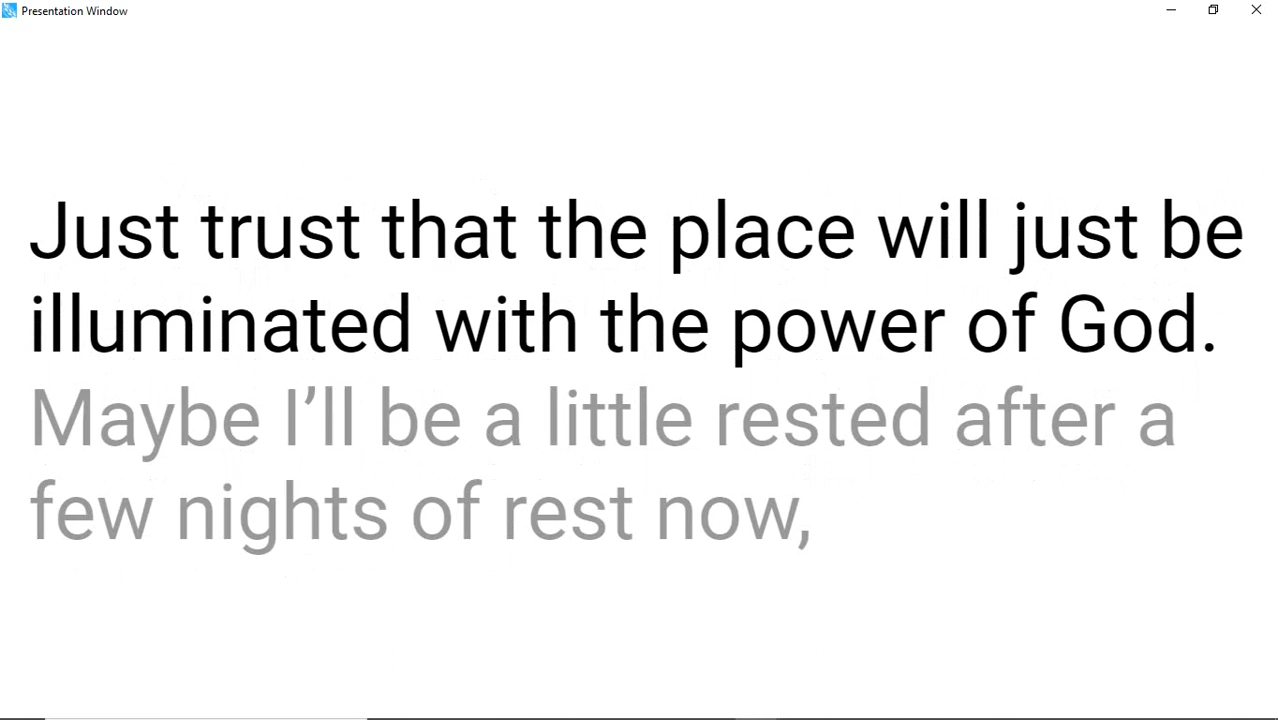 Presentation Window
Just trust that the place will just be
illuminated with the power of God.
Maybe I’ll be a little rested after a
few nights of rest now,